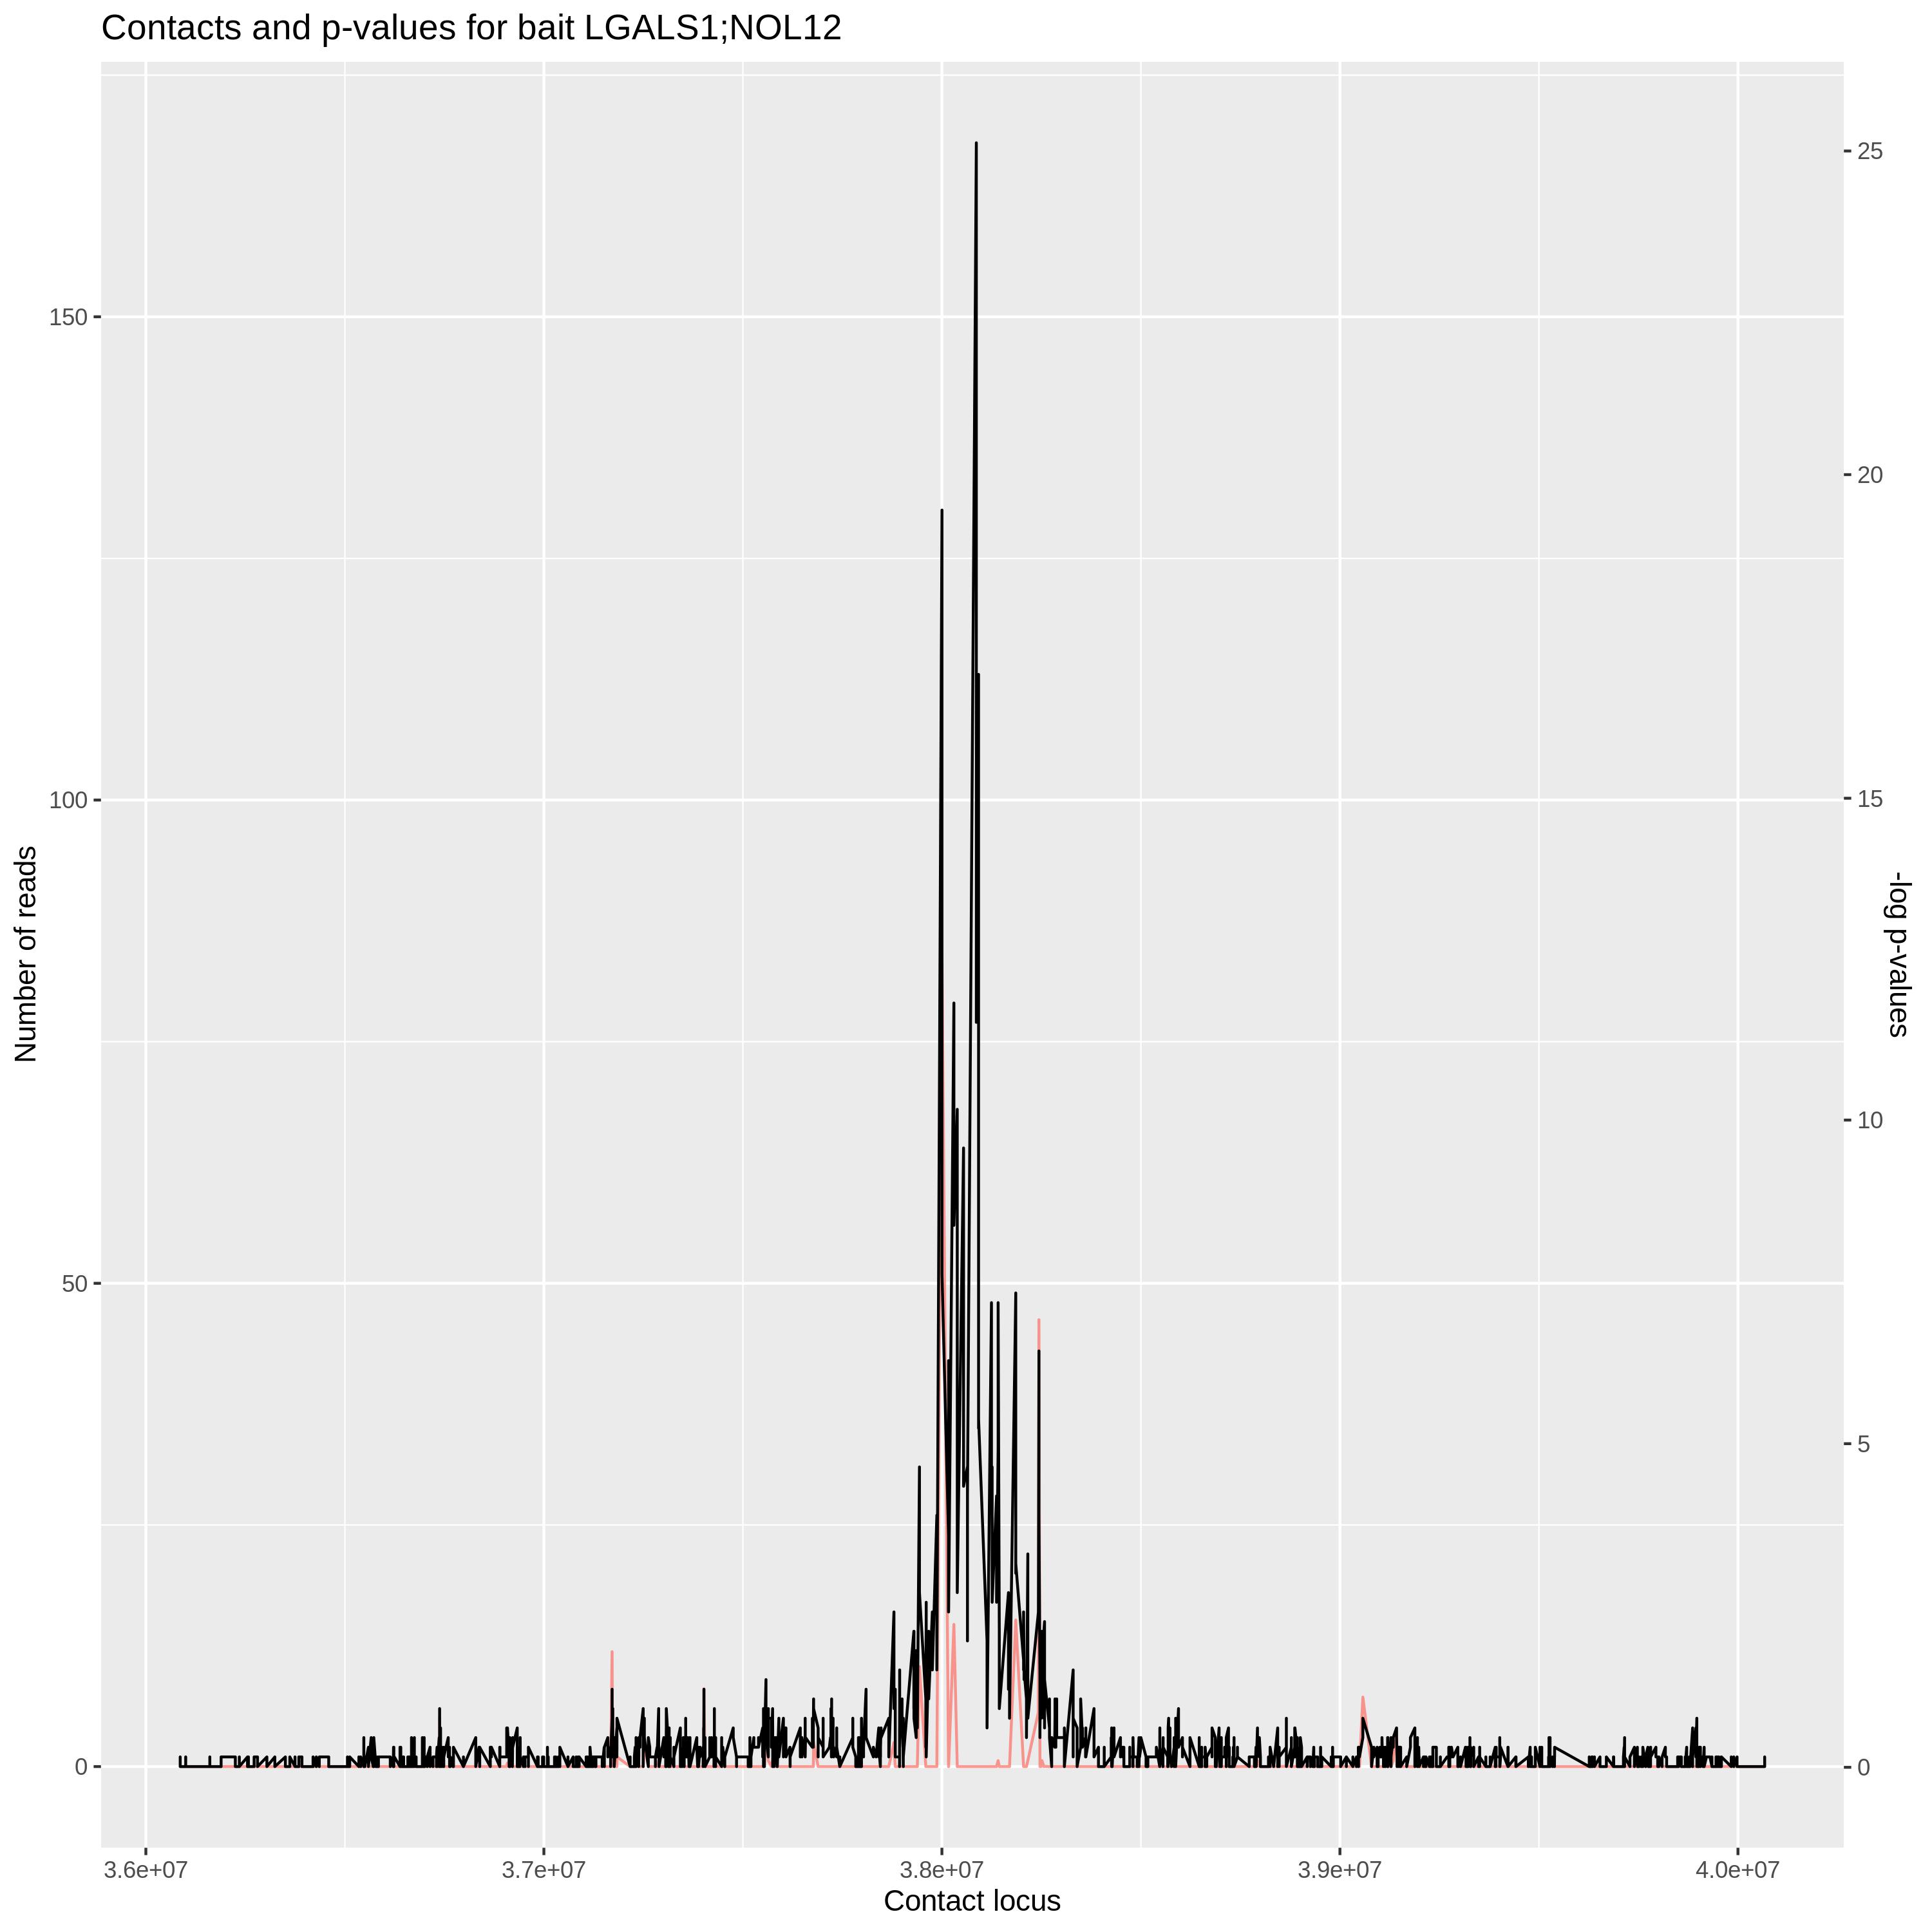 Contacts and p-values for bait LGALS1;NOL12
Number of reads
150
100
50
0
25
20
15
10
5
0
-log p-values
3.6e+07 3.7e+07 3.8e+07 3.9e+07 4.0e+07
Contact locus